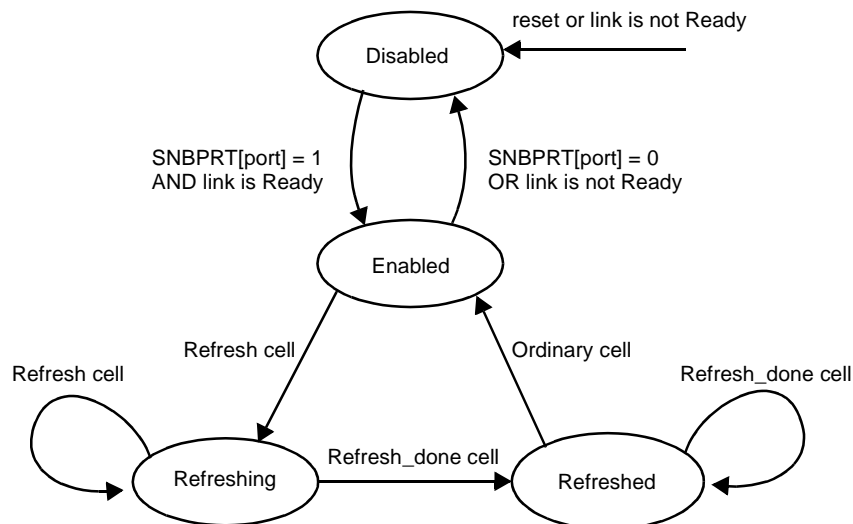 reset or link is not Ready
Disabled
SNBPRT[port] = 1
AND link is Ready
SNBPRT[port] = 0
OR link is not Ready
Enabled
Refresh cell
Ordinary cell
Refresh cell
Refresh_done cell
Refresh_done cell
Refreshing
Refreshed